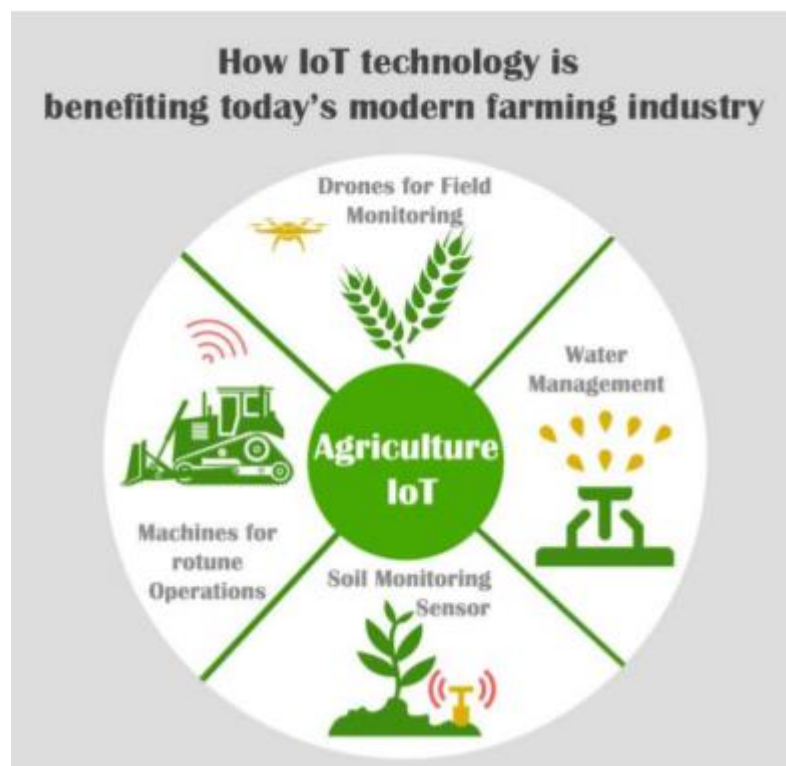 How IoT technology is
benefiting today's modern farming industry
Drones for Field
Monitoring
Water
Management
Agriculture
IoT
Machines for
rotune
Operations
Soil Monitoring
Sensor